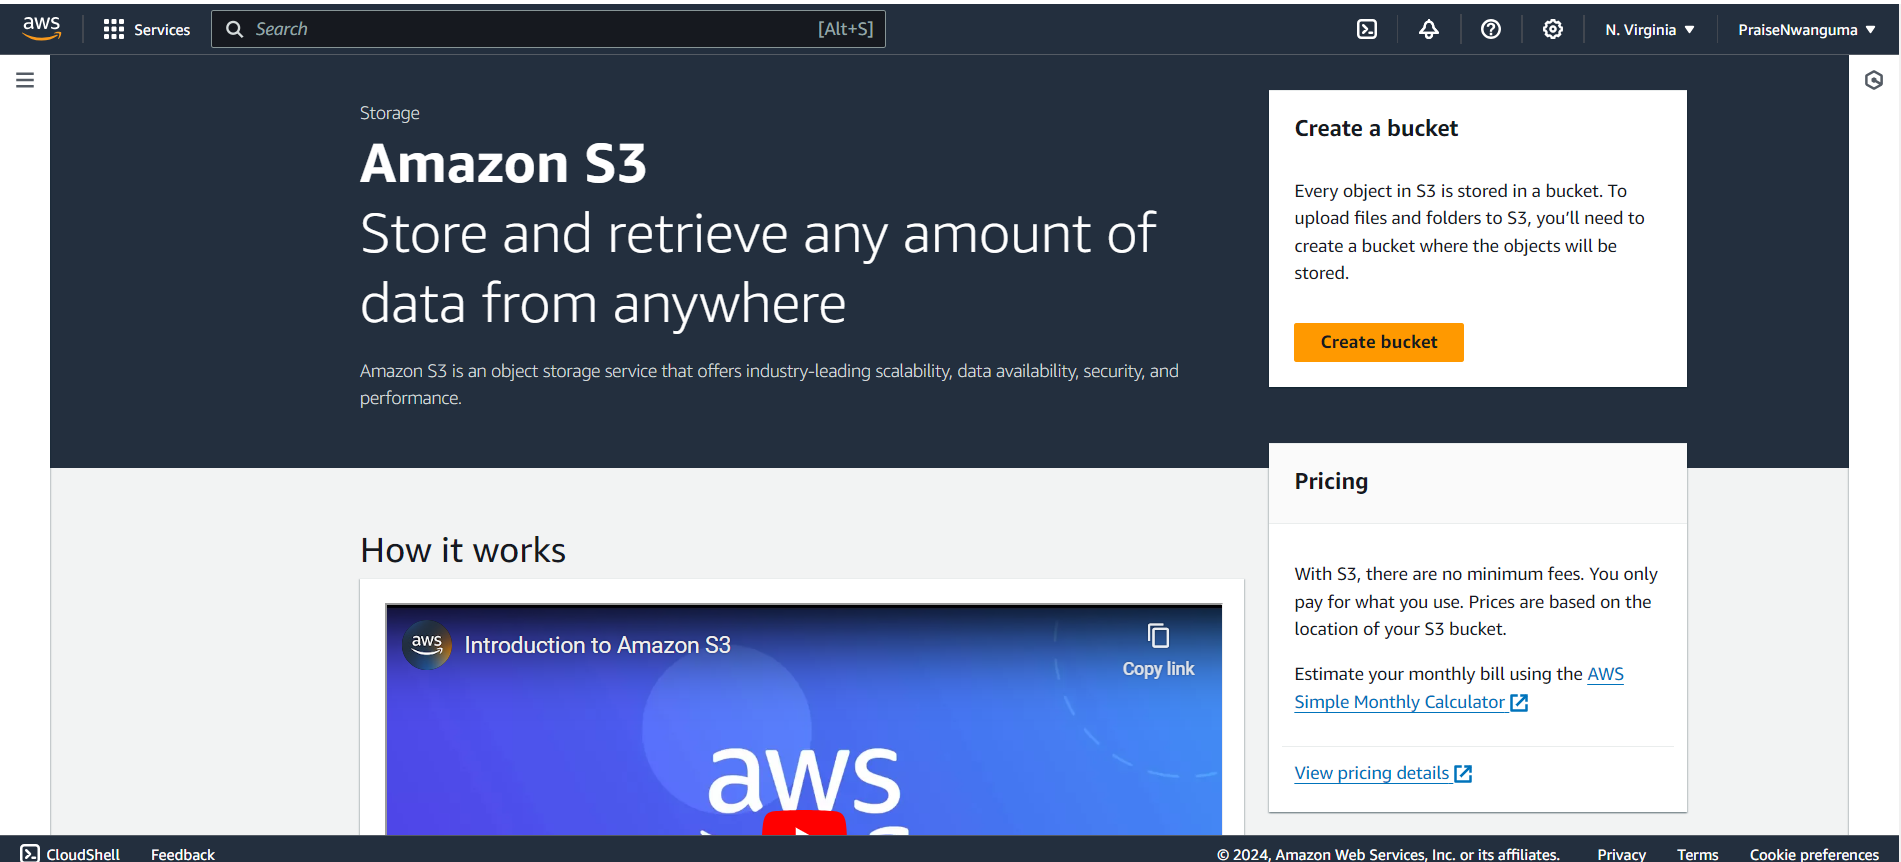 aws
Services
Search
[Alt+S]
N. Virginia
PraiseNwanguma
Storage
Amazon S3
Store and retrieve any amount of
data from anywhere
Amazon S3 is an object storage service that offers industry-leading scalability, data availability, security, and
performance.
Create a bucket
Every object in S3 is stored in a bucket. To
upload files and folders to S3, you’ll need to
create a bucket where the objects will be
stored.
Create bucket
Pricing
With S3, there are no minimum fees. You only
pay for what you use. Prices are based on the
location of your S3 bucket.
Estimate your monthly bill using the AWS
Simple Monthly Calculator
View pricing details
How it works
aws
Introduction to Amazon S3
Copy link
aws
CloudShell
Feedback
© 2024, Amazon Web Services, Inc. or its affiliates.
Privacy
Terms
Cookie preferences